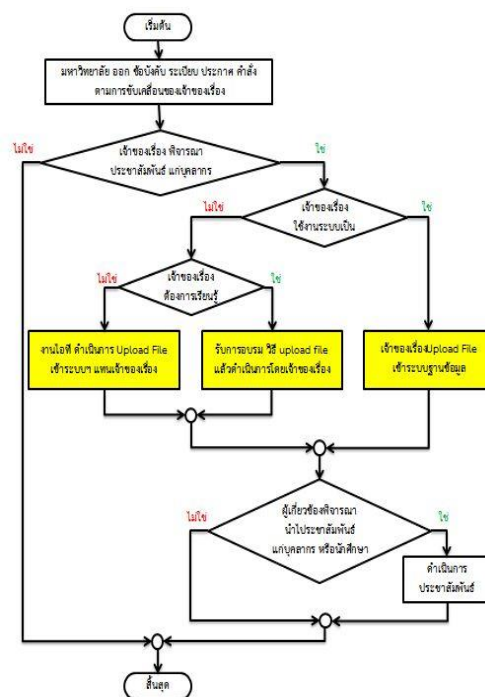 เริ่มต้น
มหาวิทยาลัย ออก ข้อบังคับ ระเบียบ ประกาศ คำสั่ง
ตามการขับเคลื่อนของเจ้าของเรื่อง
ไม่ใช่
เจ้าของเรื่อง พิจารณา
ประชาสัมพันธ์ แก่บุคลากร
ใช่
ไม่ใช่
เจ้าของเรื่อง
ใช้งานระบบเป็น
ใช่
ไม่ใช่
เจ้าของเรื่อง
ต้องการเรียนรู้
ใช่
งานไอที ดำเนินการ Upload File
เข้าระบบฯ แทนเจ้าของเรื่อง
รับการอบรม วิธี upload file
แล้วดำเนินการโดยเจ้าของเรื่อง
เจ้าของเรื่องUpload File
เข้าระบบฐานข้อมูล
ไม่ใช่
ผู้เกี่ยวข้องพิจารณา
นำไปประชาสัมพันธ์
แก่บุคลากร หรือนักศึกษา
ใช่
ดำเนินการ
ประชาสัมพันธ์
สิ้นสุด